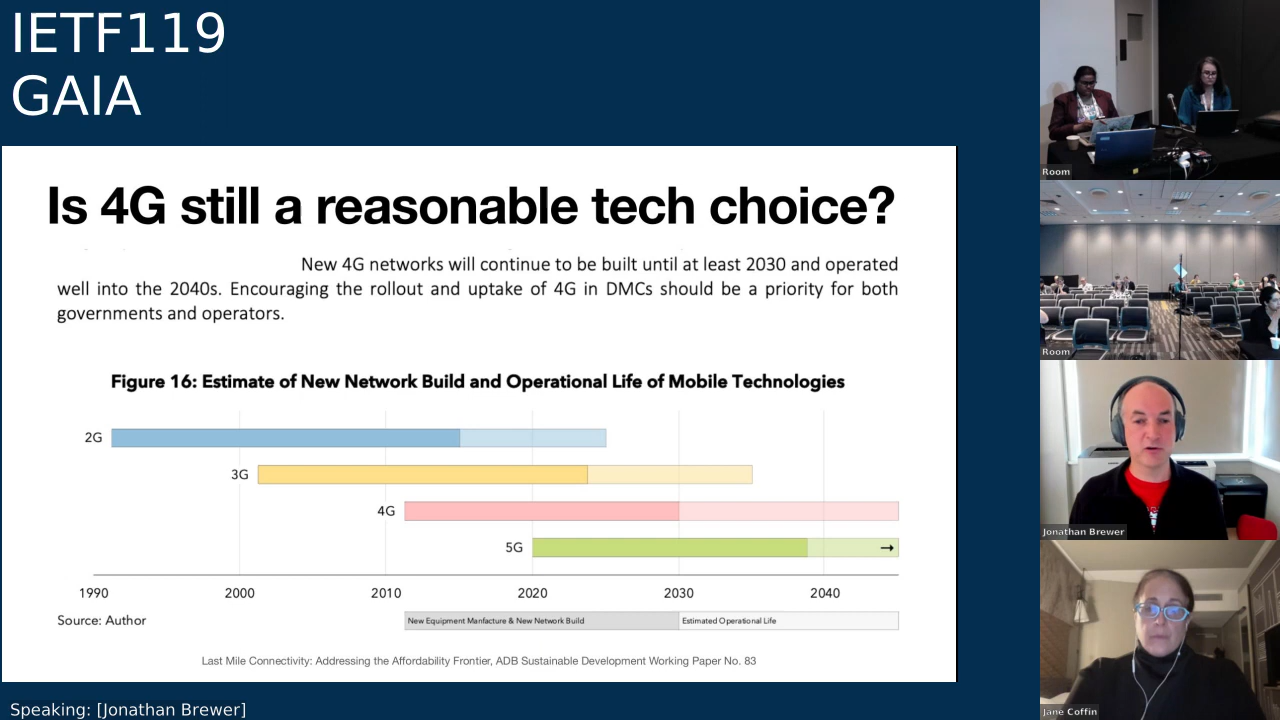 IETF119
GAIA
Is 4G still a reasonable tech choice?
New 4G networks will continue to be built until at least 2030 and operated
well into the 2040s. Encouraging the rollout and uptake of 4G in DMCs should be a priority for both
governments and operators.
Figure 16: Estimate of New Network Build and Operational Life of Mobile Technologies
2G
3G
4G
5G
1990 2000 2010 2020 2030 2040
Source: Author
New Equipment Manfacture & New Network Build
Estimated Operational Life
Last Mile Connectivity: Addressing the Affordability Frontier, ADB Sustainable Development Working Paper No. 83
Speaking: [Jonathan Brewer]
Room
Room
Jonathan Brewer
Jane Coffin